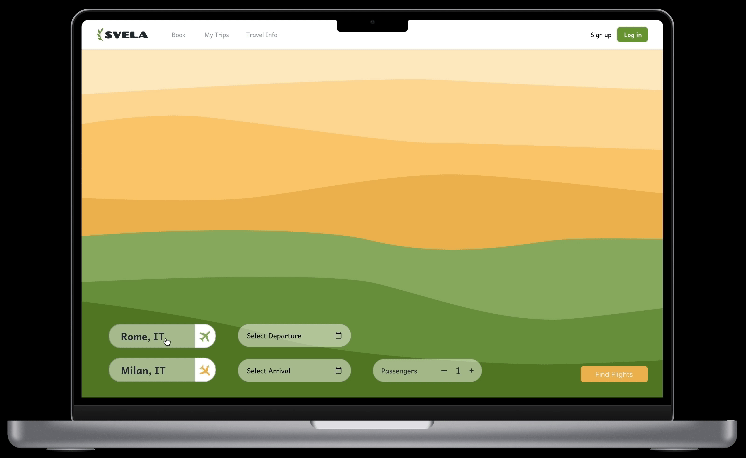 SVELA
Book My Trips Travel Info
Sign up Log in
Rome, IT
Select Departure
Milan, IT
Select Arrival
Passengers − 1 +
Find Flights